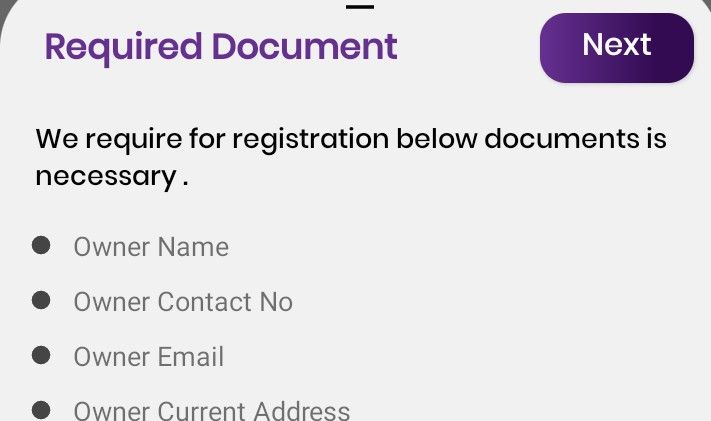 Required Document
Next
We require for registration below documents is
necessary .
Owner Name
Owner Contact No
Owner Email
Owner Current Address